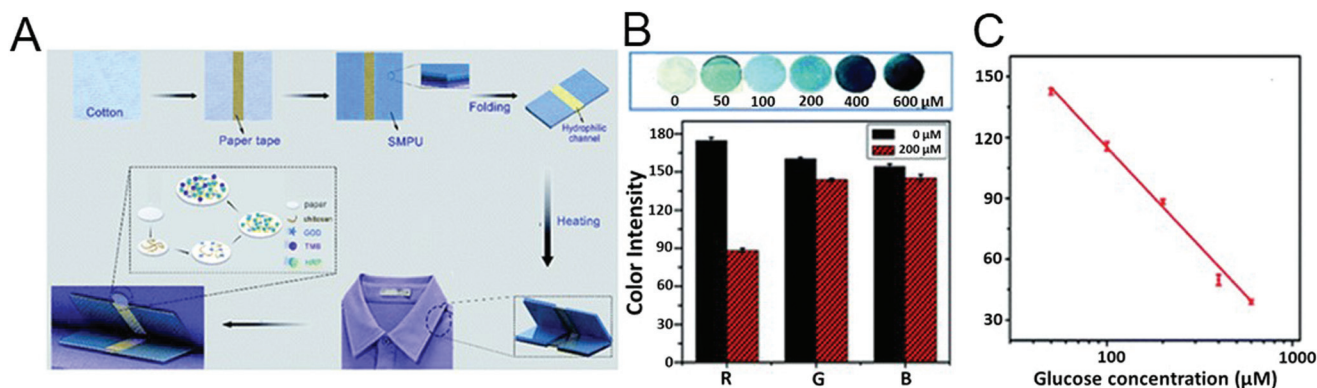 A
Cotton
Paper tape
SMPU
Folding
Hydrophilic
channel
Heating
paper
chitosan
GOD
TMB
HRP
B
0 50 100 200 400 600 μM
Color Intensity
180
150
120
90
60
30
0
0 μM
200 μM
R G B
C
150
120
90
60
30
100 1000
Glucose concentration (μM)